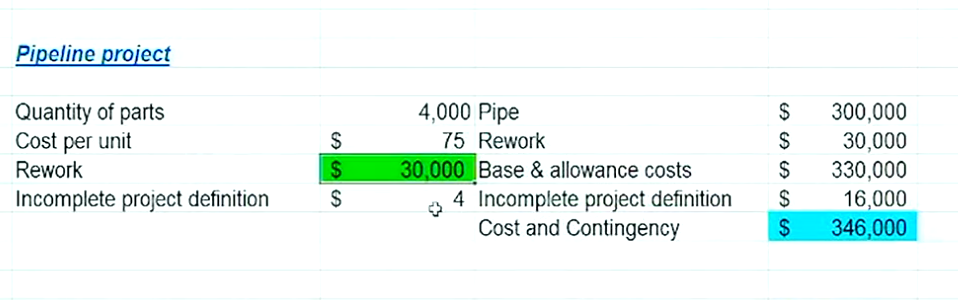 Pipeline project
Quantity of parts 4,000 Pipe $ 300,000
Cost per unit $ 75 Rework $ 30,000
Rework $ 30,000 Base & allowance costs $ 330,000
Incomplete project definition $ 4 Incomplete project definition $ 16,000
Cost and Contingency $ 346,000